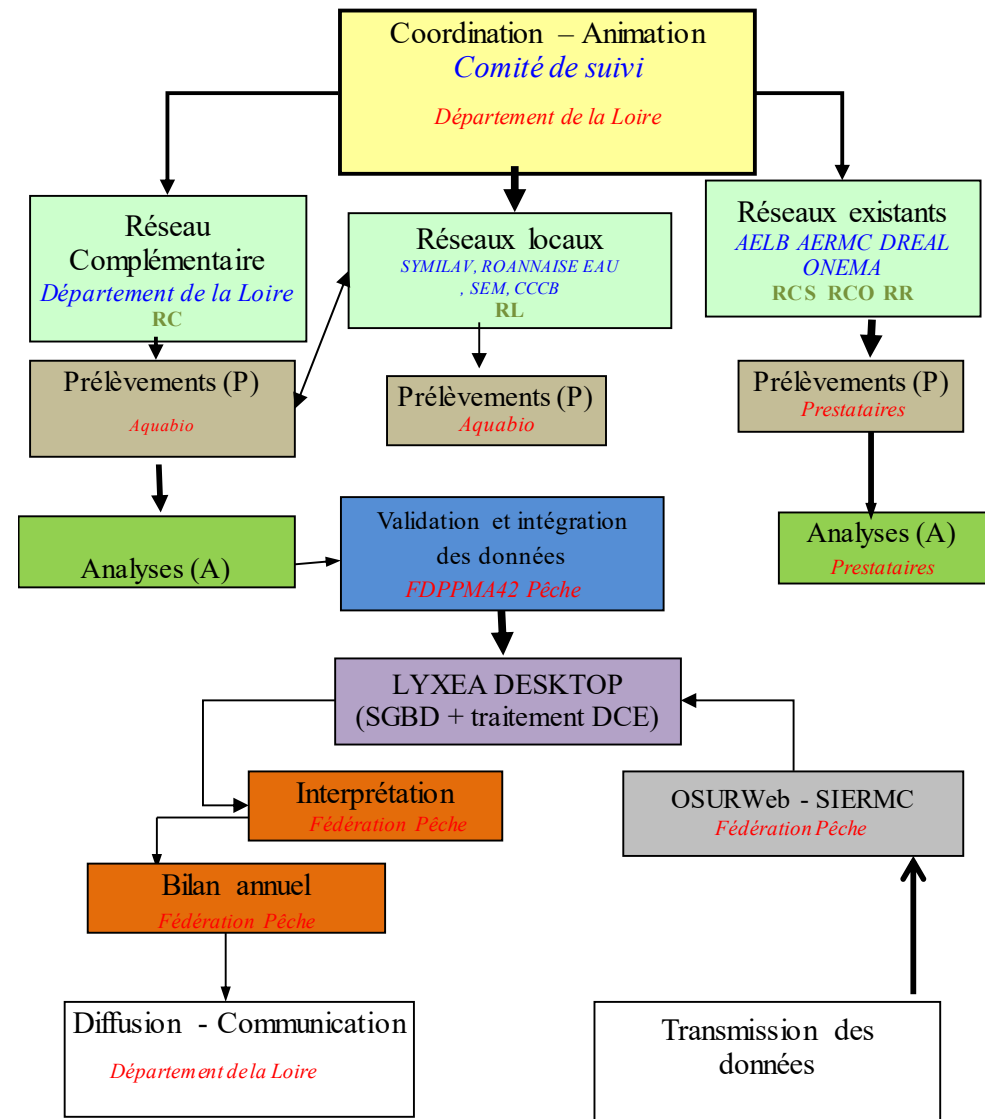 Coordination – Animation
Comité de suivi
Département de la Loire
Réseau
Complémentaire
Département de la Loire
RC
Réseaux locaux
SYMILAV, ROANNAISE EAU
, SEM, CCCB
RL
Réseaux existants
AELB AERMC DREAL
ONEMA
RCS RCO RR
Prélèvements (P)
Aquabio
Prélèvements (P)
Aquabio
Prélèvements (P)
Prestataires
Analyses (A)
Validation et intégration
des données
FDPPMA42 Pêche
Analyses (A)
Prestataires
LYXEA DESKTOP
(SGBD + traitement DCE)
Interprétation
Fédération Pêche
OSURWeb - SIERMC
Fédération Pêche
Bilan annuel
Fédération Pêche
Diffusion - Communication
Département de la Loire
Transmission des
données